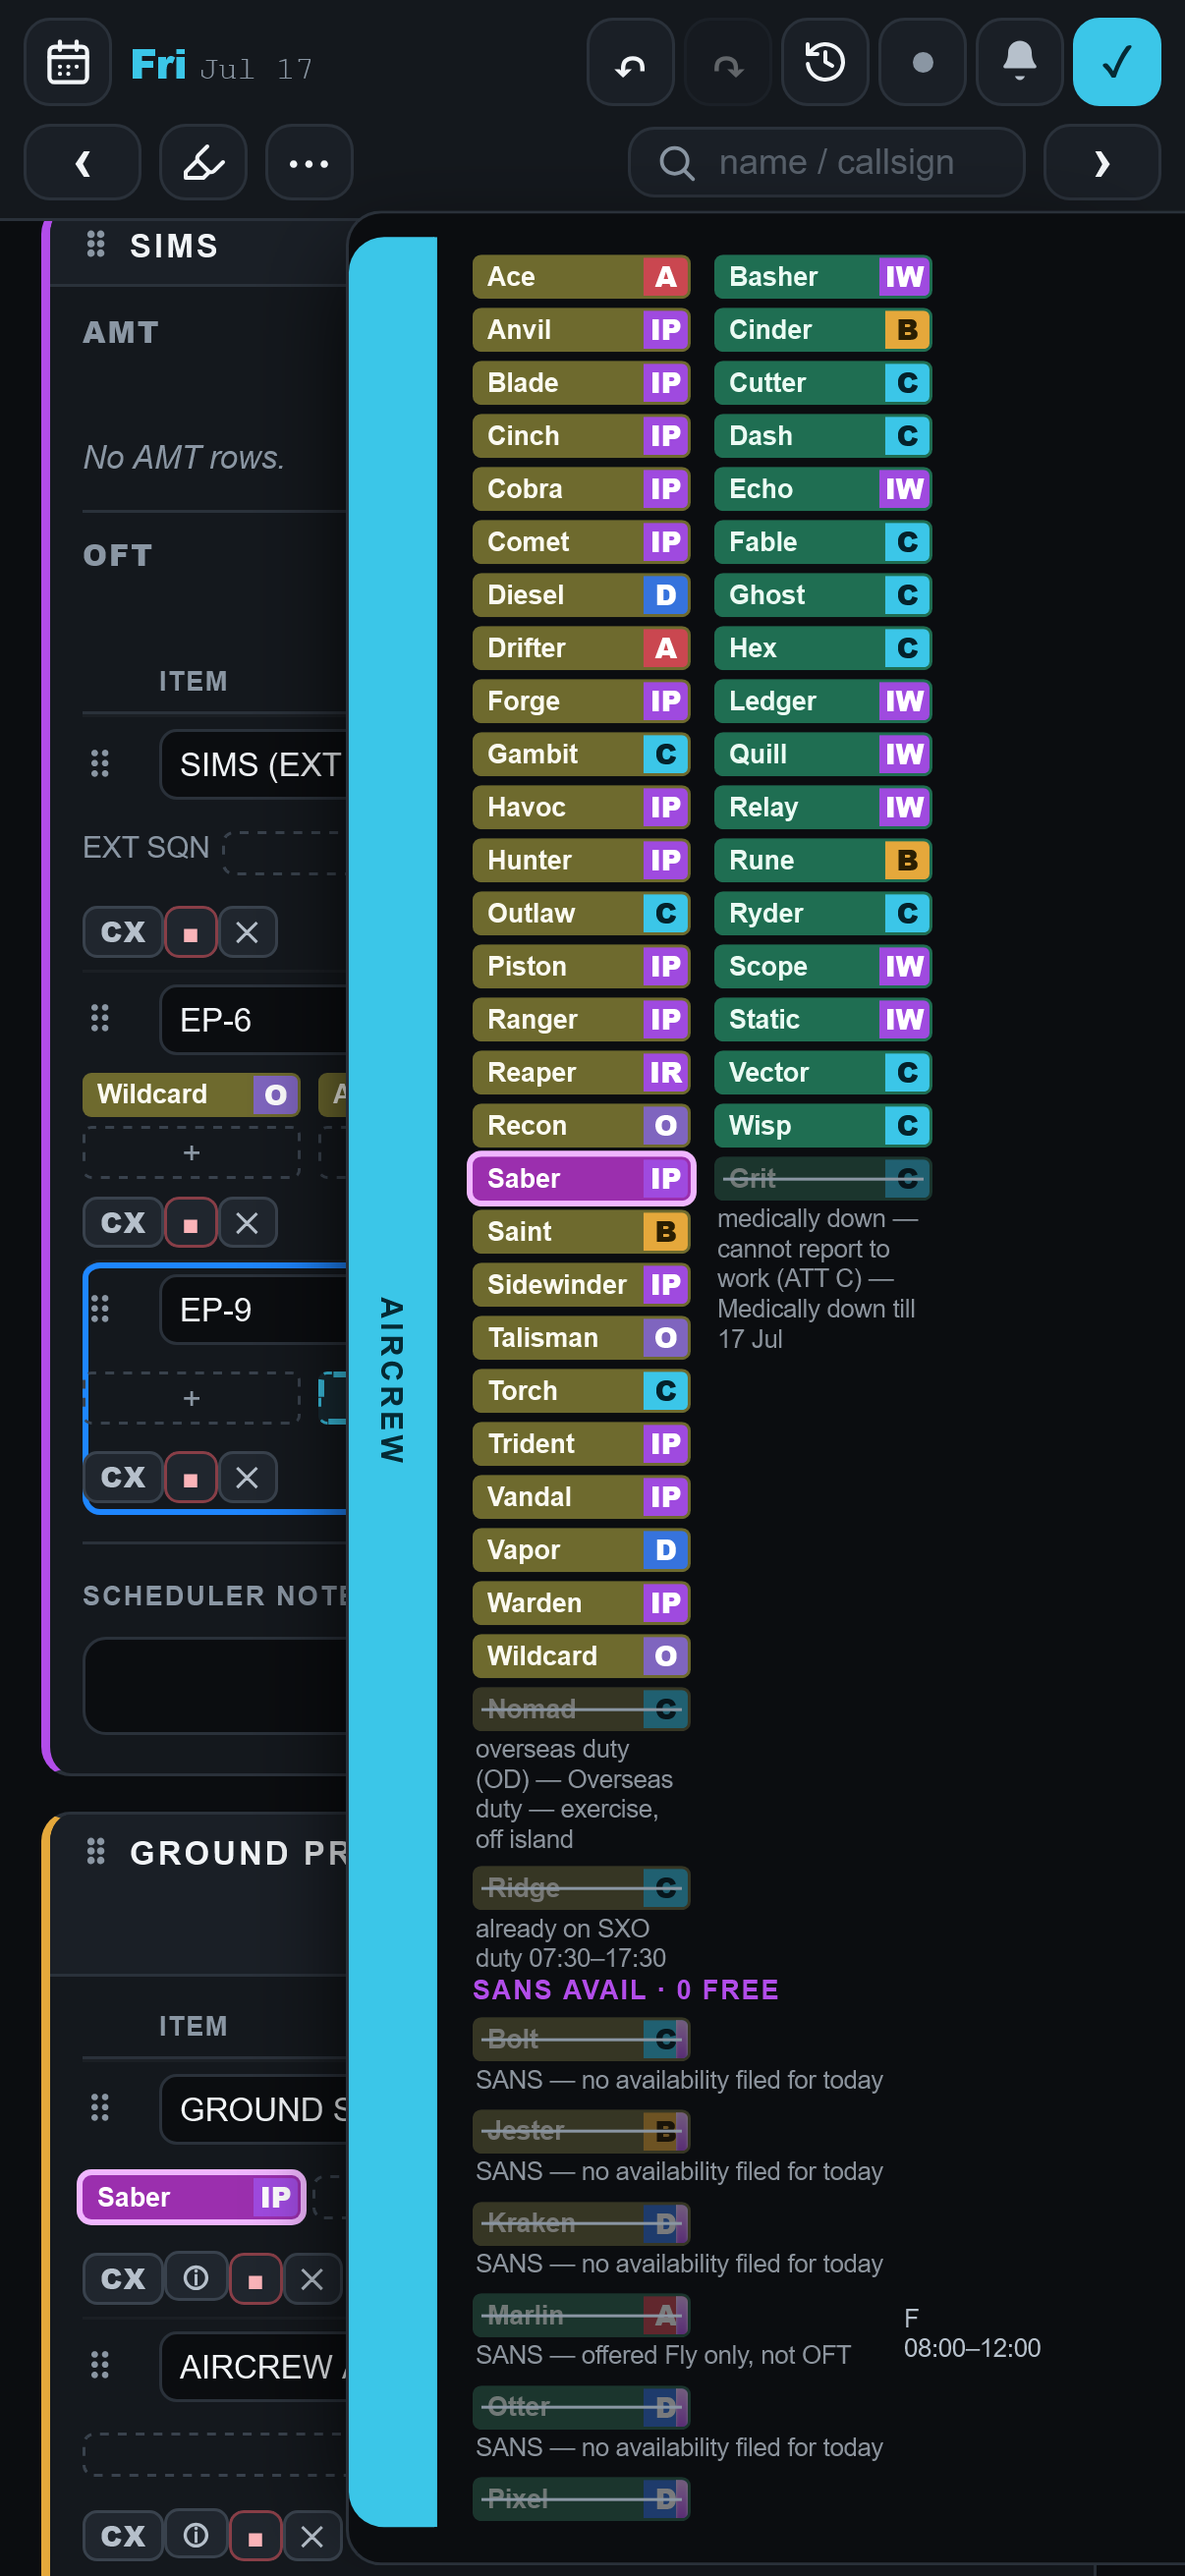 Fri Jul 17
name / callsign
SIMS
AMT
No AMT rows.
OFT
ITEM
SIMS (EXT
EXT SQN
CX
EP-6
Wildcard O A
+
CX
EP-9
+
CX
SCHEDULER NOTE
GROUND PR
ITEM
GROUND S
Saber IP
CX
AIRCREW A
CX
AIRCREW
Ace A
Anvil IP
Blade IP
Cinch IP
Cobra IP
Comet IP
Diesel D
Drifter A
Forge IP
Gambit C
Havoc IP
Hunter IP
Outlaw C
Piston IP
Ranger IP
Reaper IR
Recon O
Saber IP
Saint B
Sidewinder IP
Talisman O
Torch C
Trident IP
Vandal IP
Vapor D
Warden IP
Wildcard O
Nomad C
overseas duty
(OD) — Overseas
duty — exercise,
off island
Ridge C
already on SXO
duty 07:30–17:30
Basher IW
Cinder B
Cutter C
Dash C
Echo IW
Fable C
Ghost C
Hex C
Ledger IW
Quill IW
Relay IW
Rune B
Ryder C
Scope IW
Static IW
Vector C
Wisp C
Grit C
medically down —
cannot report to
work (ATT C) —
Medically down till
17 Jul
SANS AVAIL · 0 FREE
Bolt C
SANS — no availability filed for today
Jester B
SANS — no availability filed for today
Kraken D
SANS — no availability filed for today
Marlin A
SANS — offered Fly only, not OFT
F
08:00–12:00
Otter D
SANS — no availability filed for today
Pixel D